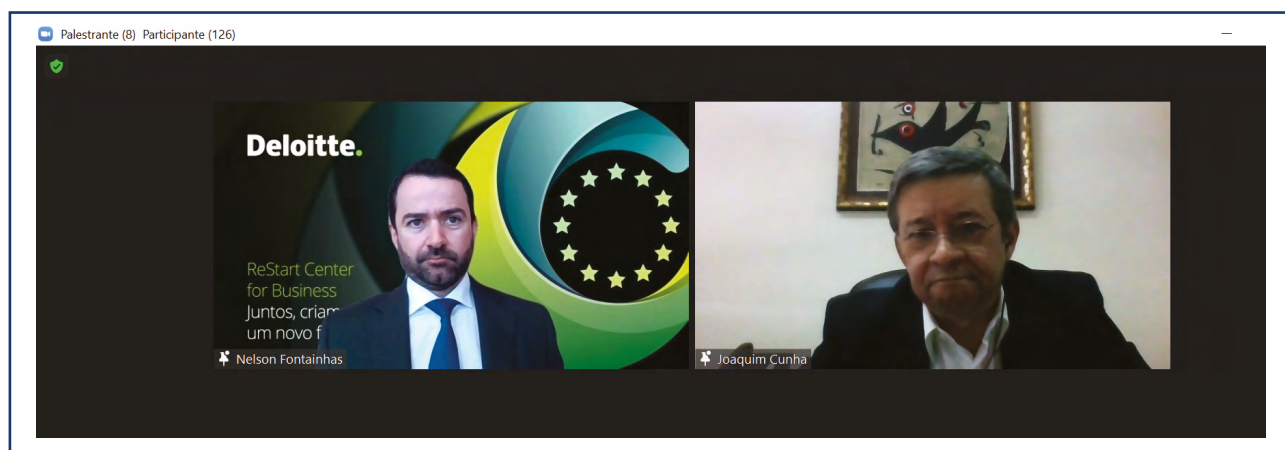 Palestrante (8) Participante (126)
Deloitte.
ReStart Center
for Business
Juntos, criam
um novo f
Nelson Fontainhas
Joaquim Cunha